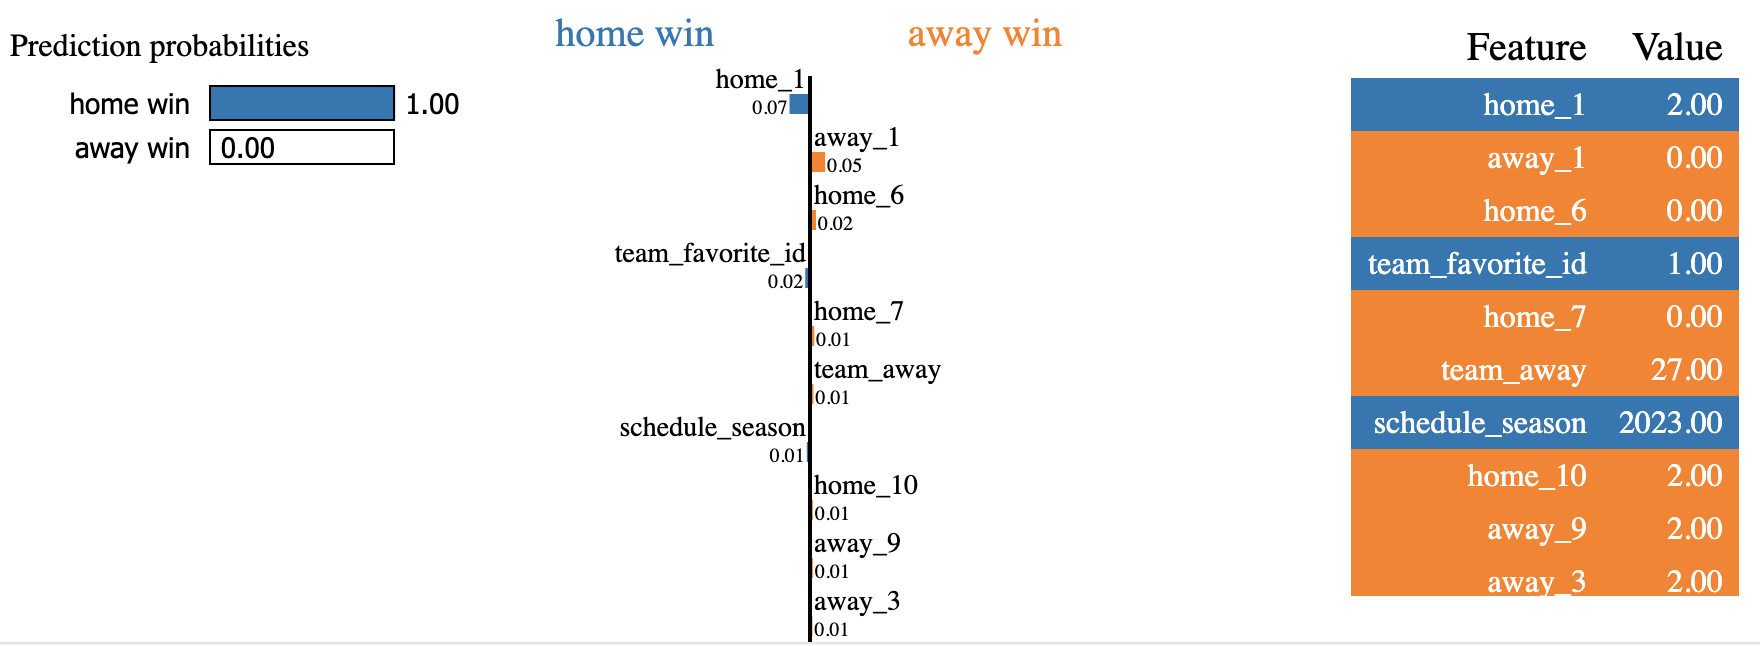 Prediction probabilities
home win 1.00
away win 0.00
home win away win
home_1
0.07
away_1
0.05
home_6
0.02
team_favorite_id
0.02
home_7
0.01
team_away
0.01
schedule_season
0.01
home_10
0.01
away_9
0.01
away_3
0.01
Feature Value
home_1 2.00
away_1 0.00
home_6 0.00
team_favorite_id 1.00
home_7 0.00
team_away 27.00
schedule_season 2023.00
home_10 2.00
away_9 2.00
away_3 2.00